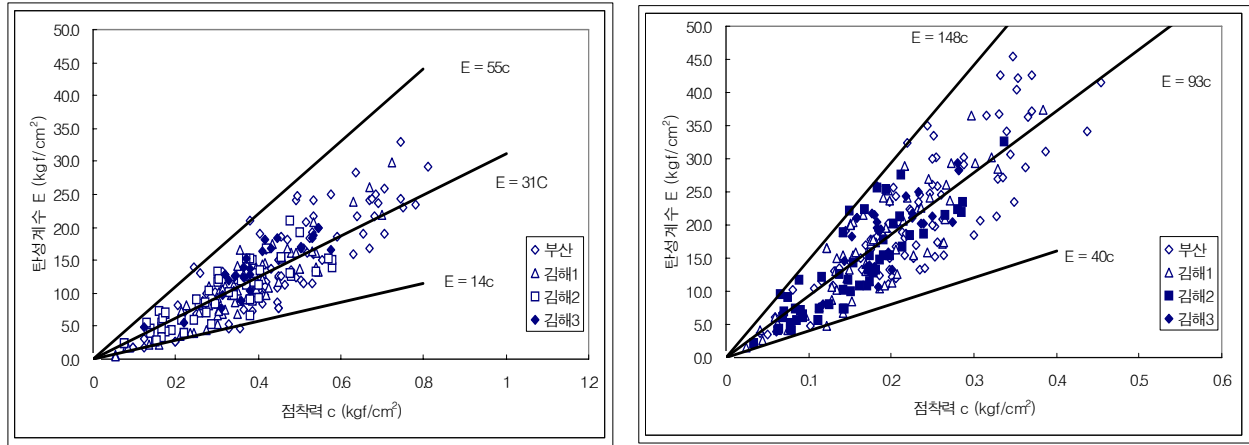 50.0
45.0
40.0
35.0
30.0
25.0
20.0
15.0
10.0
5.0
0.0
탄성계수 E (kgf/cm²)
E = 55c
E = 31C
E = 14c
부산
김해1
김해2
김해3
0 0.2 0.4 0.6 0.8 1 1.2
점착력 c (kgf/cm²)
50.0
45.0
40.0
35.0
30.0
25.0
20.0
15.0
10.0
5.0
0.0
탄성계수 E (kgf/cm²)
E = 148c
E = 93c
E = 40c
부산
김해1
김해2
김해3
0 0.1 0.2 0.3 0.4 0.5 0.6
점착력 c (kgf/cm²)